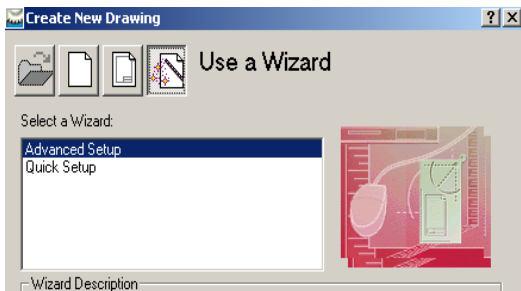 Create New Drawing
Use a Wizard
Select a Wizard:
Advanced Setup
Quick Setup
Wizard Description